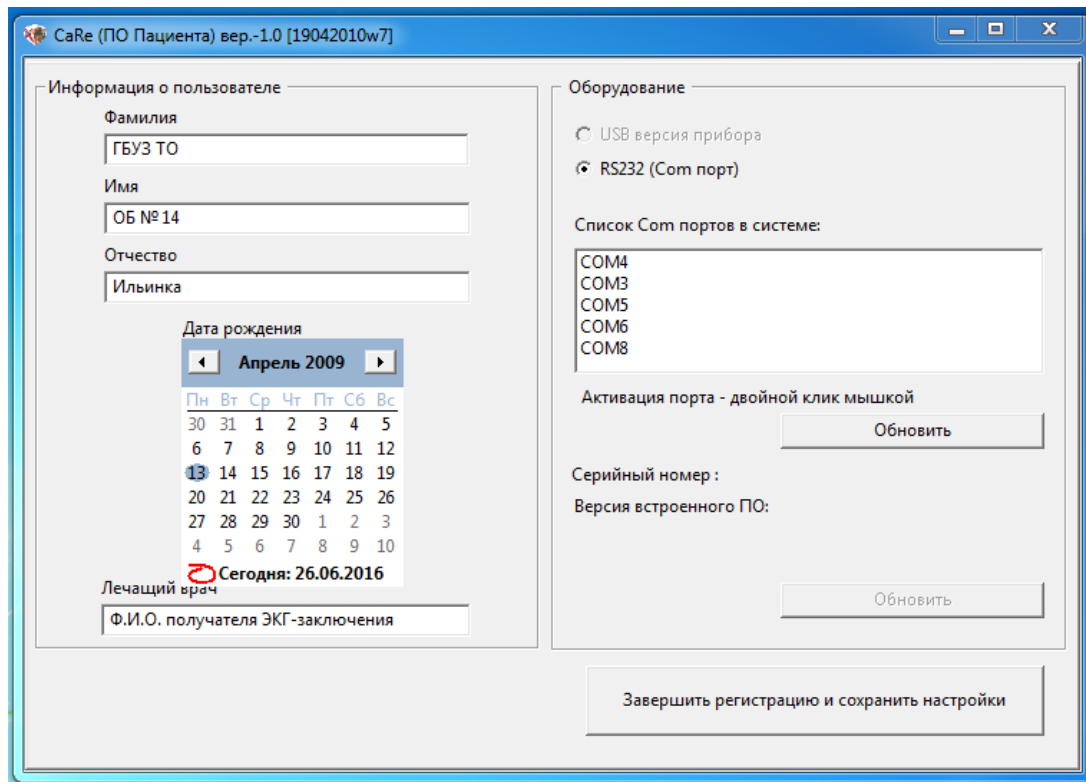 CaRe (ПО Пациента) вер.-1.0 [19042010w7]
Информация о пользователе
Фамилия
ГБУЗ ТО
Имя
ОБ №14
Отчество
Ильинка
Дата рождения
Апрель 2009
Пн Вт Ср Чт Пт Сб Вс
30 31 1 2 3 4 5
6 7 8 9 10 11 12
13 14 15 16 17 18 19
20 21 22 23 24 25 26
27 28 29 30 1 2 3
4 5 6 7 8 9 10
Сегодня: 26.06.2016
Лечащий врач
Ф.И.О. получателя ЭКГ-заключения
Оборудование
USB версия прибора
RS232 (Com порт)
Список Com портов в системе:
COM4
COM3
COM5
COM6
COM8
Активация порта - двойной клик мышкой
Обновить
Серийный номер :
Версия встроенного ПО:
Обновить
Завершить регистрацию и сохранить настройки